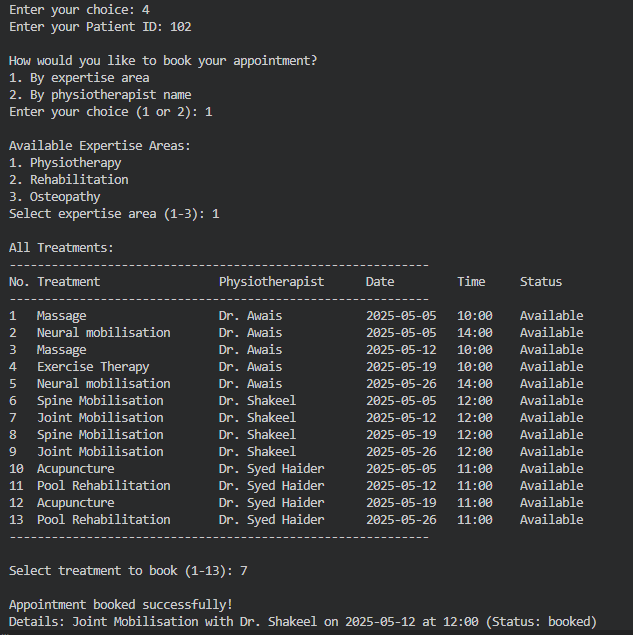 Enter your choice: 4
Enter your Patient ID: 102
How would you like to book your appointment?
1. By expertise area
2. By physiotherapist name
Enter your choice (1 or 2): 1
Available Expertise Areas:
1. Physiotherapy
2. Rehabilitation
3. Osteopathy
Select expertise area (1-3): 1
All Treatments:
------------------------------------------------------------
No. Treatment Physiotherapist Date Time Status
------------------------------------------------------------
1 Massage Dr. Awais 2025-05-05 10:00 Available
2 Neural mobilisation Dr. Awais 2025-05-05 14:00 Available
3 Massage Dr. Awais 2025-05-12 10:00 Available
4 Exercise Therapy Dr. Awais 2025-05-19 10:00 Available
5 Neural mobilisation Dr. Awais 2025-05-26 14:00 Available
6 Spine Mobilisation Dr. Shakeel 2025-05-05 12:00 Available
7 Joint Mobilisation Dr. Shakeel 2025-05-12 12:00 Available
8 Spine Mobilisation Dr. Shakeel 2025-05-19 12:00 Available
9 Joint Mobilisation Dr. Shakeel 2025-05-26 12:00 Available
10 Acupuncture Dr. Syed Haider 2025-05-05 11:00 Available
11 Pool Rehabilitation Dr. Syed Haider 2025-05-12 11:00 Available
12 Acupuncture Dr. Syed Haider 2025-05-19 11:00 Available
13 Pool Rehabilitation Dr. Syed Haider 2025-05-26 11:00 Available
------------------------------------------------------------
Select treatment to book (1-13): 7
Appointment booked successfully!
Details: Joint Mobilisation with Dr. Shakeel on 2025-05-12 at 12:00 (Status: booked)